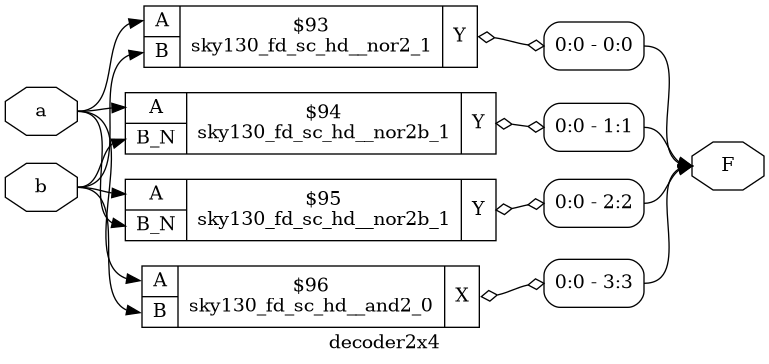 a
b
A
B
$93
sky130_fd_sc_hd__nor2_1
Y
0:0 - 0:0
A
B_N
$94
sky130_fd_sc_hd__nor2b_1
Y
0:0 - 1:1
A
B_N
$95
sky130_fd_sc_hd__nor2b_1
Y
0:0 - 2:2
A
B
$96
sky130_fd_sc_hd__and2_0
X
0:0 - 3:3
F
decoder2x4